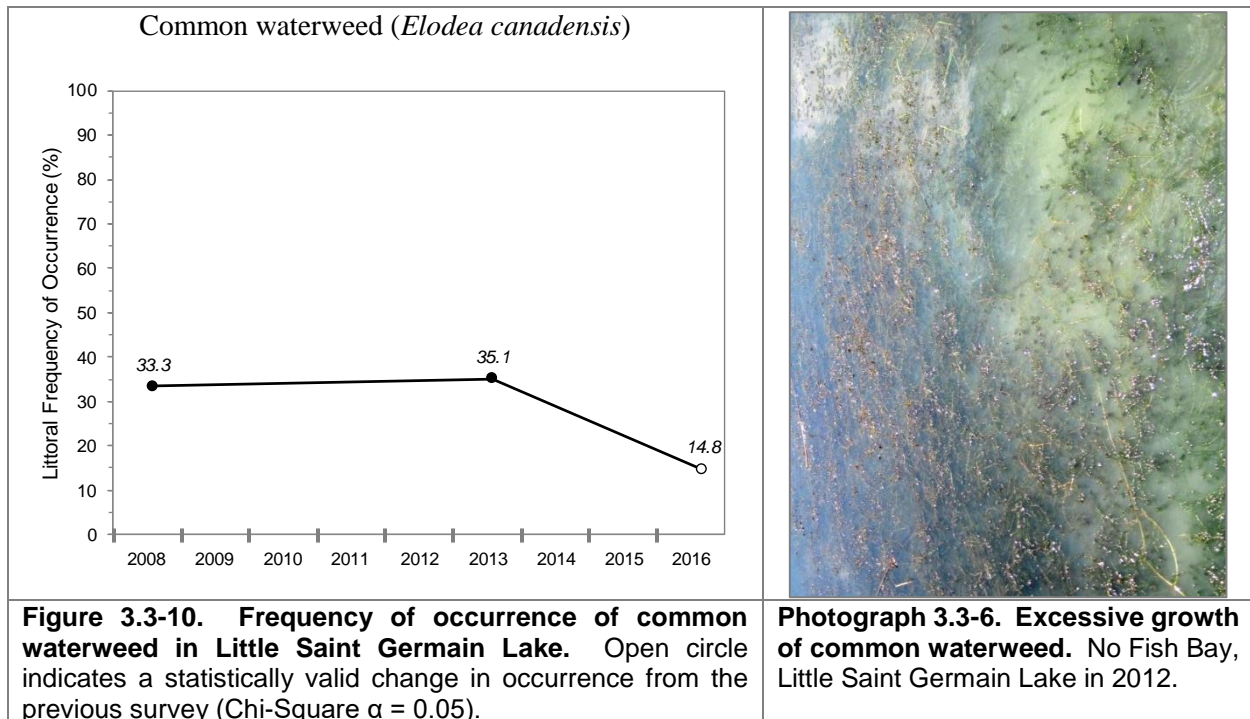 Common waterweed (Elodea canadensis)
Littoral Frequency of Occurrence (%)
100
90
80
70
60
50
40
30
20
10
0
33.3
35.1
14.8
2008 2009 2010 2011 2012 2013 2014 2015 2016
Figure 3.3-10. Frequency of occurrence of common
waterweed in Little Saint Germain Lake. Open circle
indicates a statistically valid change in occurrence from the
previous survey (Chi-Square α = 0.05).
Photograph 3.3-6. Excessive growth
of common waterweed. No Fish Bay,
Little Saint Germain Lake in 2012.